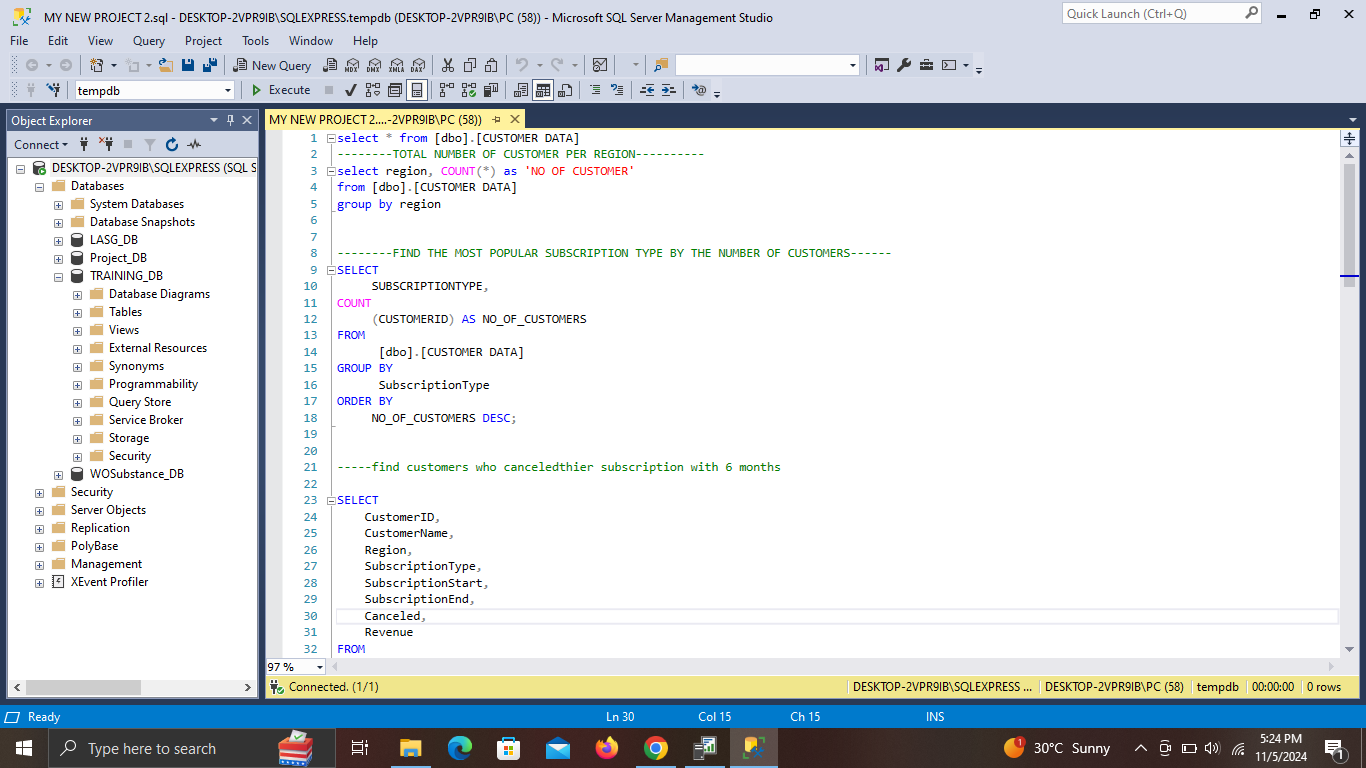 MY NEW PROJECT 2.sql - DESKTOP-2VPR9IB\SQLEXPRESS.tempdb (DESKTOP-2VPR9IB\PC (58)) - Microsoft SQL Server Management Studio
Quick Launch (Ctrl+Q)
File Edit View Query Project Tools Window Help
New Query MDX DMX XMLA DAX
tempdb Execute
Object Explorer
Connect
DESKTOP-2VPR9IB\SQLEXPRESS (SQL S
Databases
System Databases
Database Snapshots
LASG_DB
Project_DB
TRAINING_DB
Database Diagrams
Tables
Views
External Resources
Synonyms
Programmability
Query Store
Service Broker
Storage
Security
WOSubstance_DB
Security
Server Objects
Replication
PolyBase
Management
XEvent Profiler
MY NEW PROJECT 2....-2VPR9IB\PC (58))
1 select * from [dbo].[CUSTOMER DATA]
2 --------TOTAL NUMBER OF CUSTOMER PER REGION----------
3 select region, COUNT(*) as 'NO OF CUSTOMER'
4 from [dbo].[CUSTOMER DATA]
5 group by region
6
7
8 --------FIND THE MOST POPULAR SUBSCRIPTION TYPE BY THE NUMBER OF CUSTOMERS------
9 SELECT
10 SUBSCRIPTIONTYPE,
11 COUNT
12 (CUSTOMERID) AS NO_OF_CUSTOMERS
13 FROM
14 [dbo].[CUSTOMER DATA]
15 GROUP BY
16 SubscriptionType
17 ORDER BY
18 NO_OF_CUSTOMERS DESC;
19
20
21 -----find customers who canceledthier subscription with 6 months
22
23 SELECT
24 CustomerID,
25 CustomerName,
26 Region,
27 SubscriptionType,
28 SubscriptionStart,
29 SubscriptionEnd,
30 Canceled,
31 Revenue
32 FROM
97 %
Connected. (1/1) DESKTOP-2VPR9IB\SQLEXPRESS ... DESKTOP-2VPR9IB\PC (58) tempdb 00:00:00 0 rows
Ready Ln 30 Col 15 Ch 15 INS
Type here to search 30°C Sunny 5:24 PM
11/5/2024